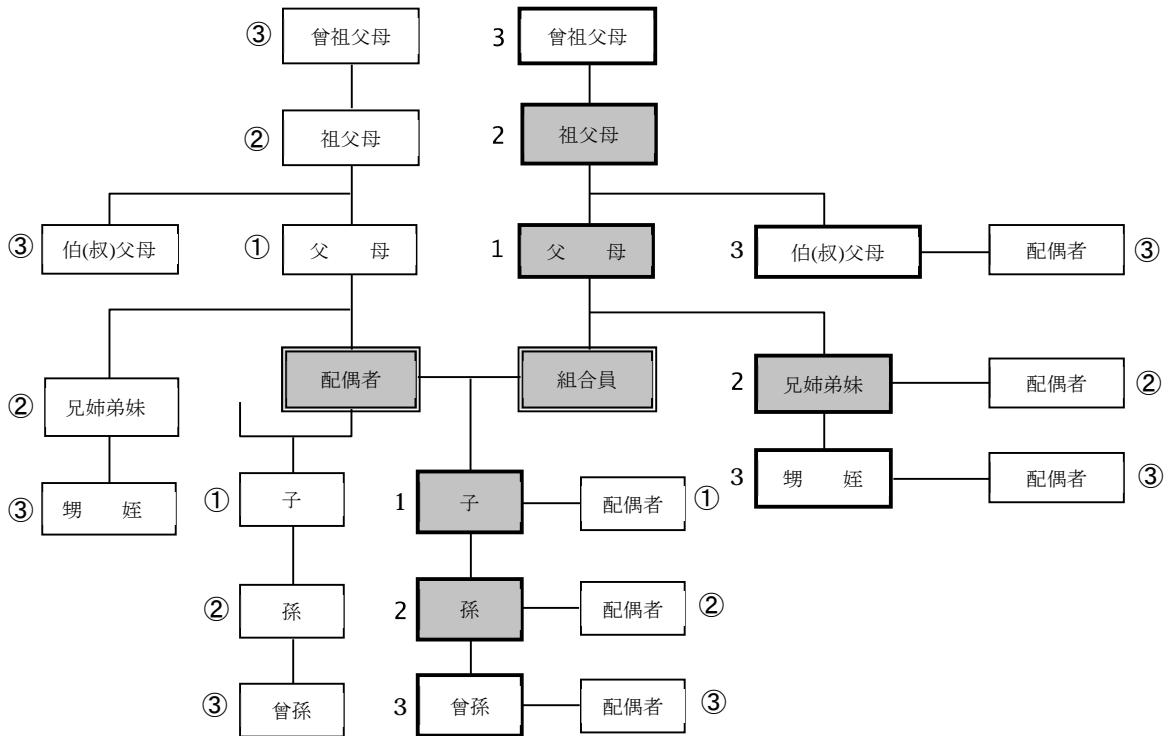 ③ 曾祖父母 3 曾祖父母
② 祖父母 2 祖父母
③ 伯(叔)父母 ① 父　母 1 父　母 3 伯(叔)父母 配偶者 ③
配偶者 組合員
② 兄姉弟妹 2 兄姉弟妹 配偶者 ②
③ 甥　姪 3 甥　姪 配偶者 ③
① 子 1 子 配偶者 ①
② 孫 2 孫 配偶者 ②
③ 曾孫 3 曾孫 配偶者 ③